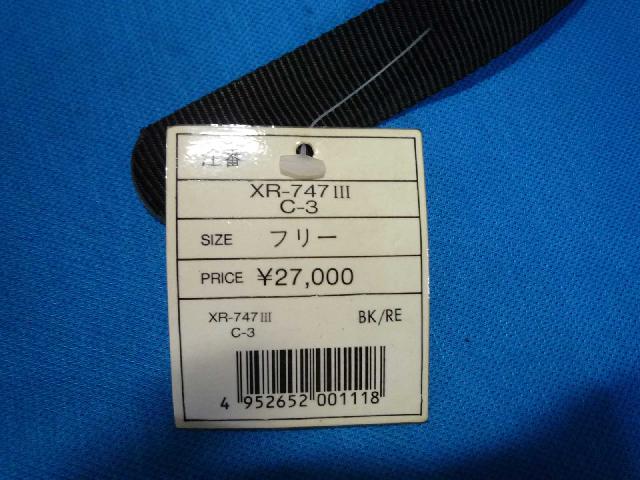 注番
XR-747 III
C-3
SIZE フリー
PRICE ¥27,000
XR-747 III BK/RE
C-3
4 952652 001118